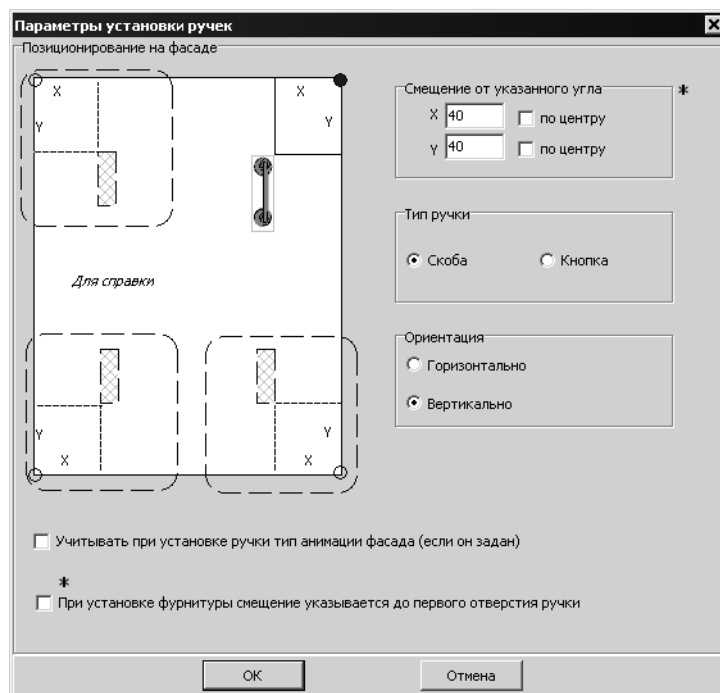 Параметры установки ручек
Позиционирование на фасаде
X
Y
X
Y
Для справки
Y
X
Y
X
Смещение от указанного угла
*
X 40 по центру
Y 40 по центру
Тип ручки
Скоба Кнопка
Ориентация
Горизонтально
Вертикально
Учитывать при установке ручки тип анимации фасада (если он задан)
*
При установке фурнитуры смещение указывается до первого отверстия ручки
OK Отмена